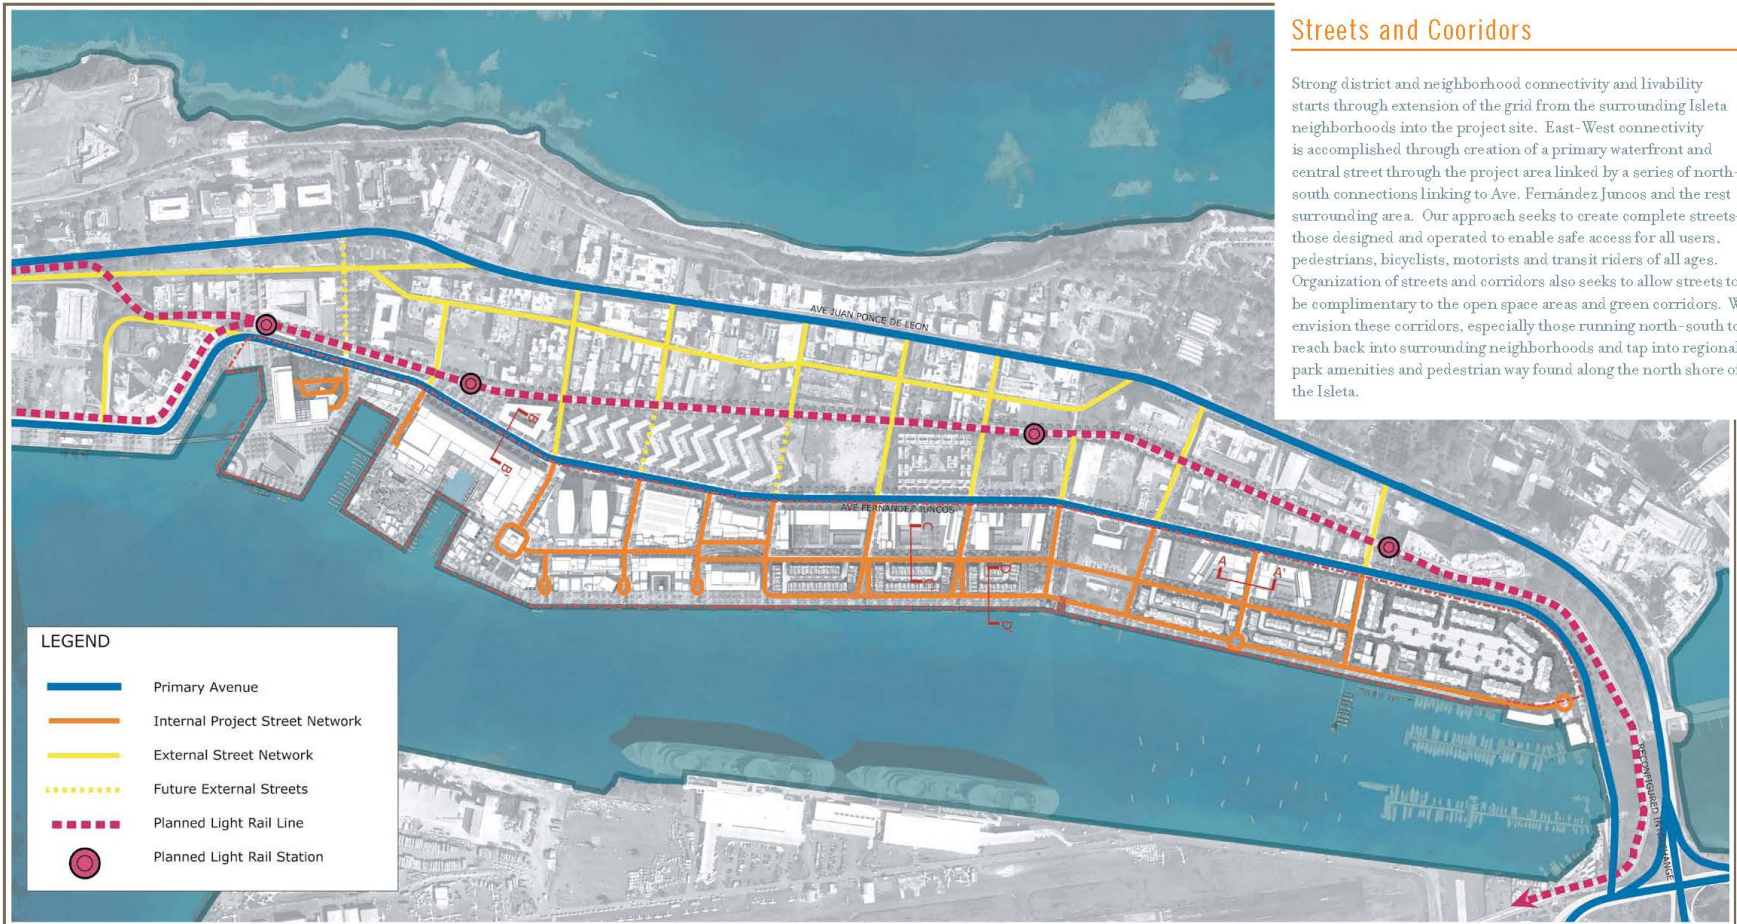 Streets and Cooridors
Strong district and neighborhood connectivity and livability
starts through extension of the grid from the surrounding Isleta
neighborhoods into the project site. East-West connectivity
is accomplished through creation of a primary waterfront and
central street through the project area linked by a series of north-
south connections linking to Ave. Fernández Juncos and the rest
surrounding area. Our approach seeks to create complete streets-
those designed and operated to enable safe access for all users,
pedestrians, bicyclists, motorists and transit riders of all ages.
Organization of streets and corridors also seeks to allow streets to
be complimentary to the open space areas and green corridors. W
envision these corridors, especially those running north-south to
reach back into surrounding neighborhoods and tap into regional
park amenities and pedestrian way found along the north shore of
the Isleta.
AVE JUAN PONCE DE LEON
AVE FERNANDEZ JUNCOS
B
B'
C
C'
D
D'
A
A'
RECONFIGURED INTERCHANGE
LEGEND
Primary Avenue
Internal Project Street Network
External Street Network
Future External Streets
Planned Light Rail Line
Planned Light Rail Station